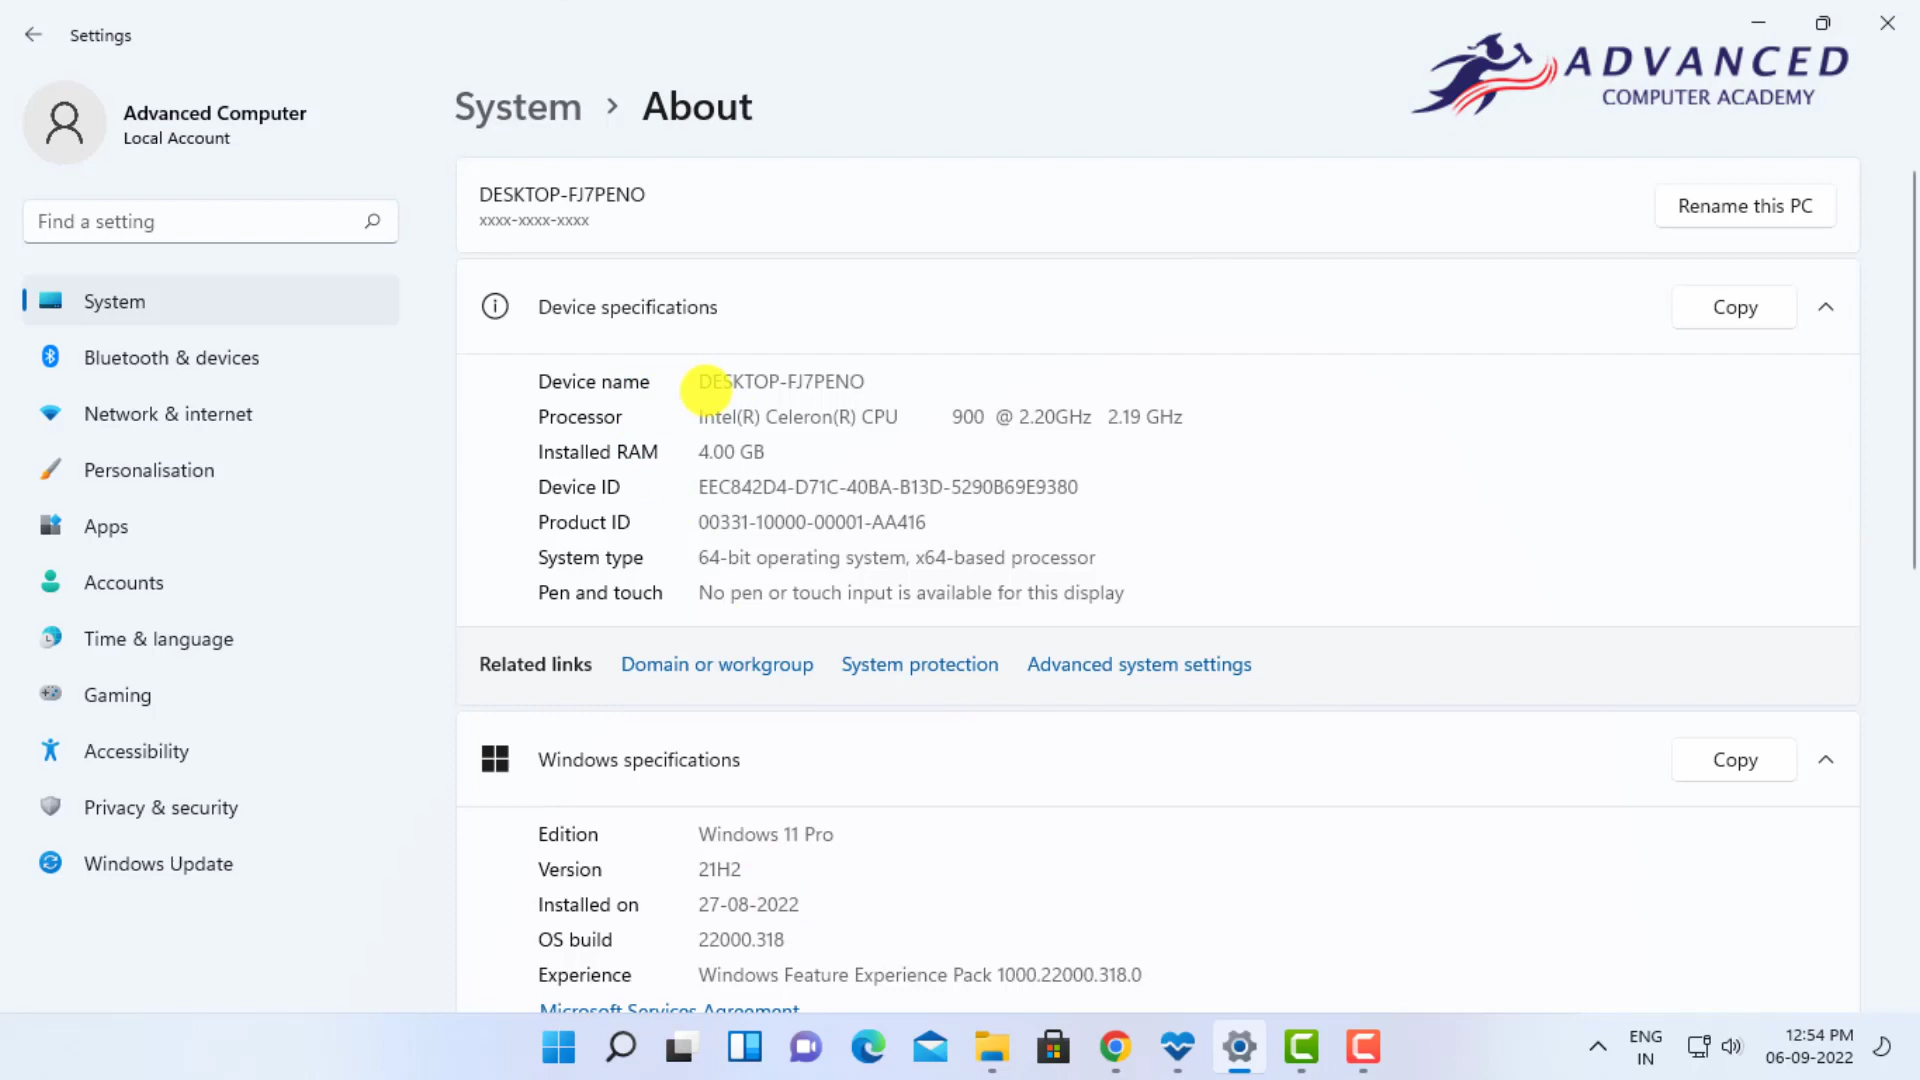 Settings
ADVANCED
COMPUTER ACADEMY
Advanced Computer
Local Account
System > About
DESKTOP-FJ7PENO
xxxx-xxxx-xxxx
Rename this PC
Find a setting
System
Bluetooth & devices
Network & internet
Personalisation
Apps
Accounts
Time & language
Gaming
Accessibility
Privacy & security
Windows Update
Device specifications
Copy
Device name DESKTOP-FJ7PENO
Processor Intel(R) Celeron(R) CPU 900 @ 2.20GHz 2.19 GHz
Installed RAM 4.00 GB
Device ID EEC842D4-D71C-40BA-B13D-5290B69E9380
Product ID 00331-10000-00001-AA416
System type 64-bit operating system, x64-based processor
Pen and touch No pen or touch input is available for this display
Related links Domain or workgroup System protection Advanced system settings
Windows specifications
Copy
Edition Windows 11 Pro
Version 21H2
Installed on 27-08-2022
OS build 22000.318
Experience Windows Feature Experience Pack 1000.22000.318.0
Microsoft Services Agreement
ENG
IN
12:54 PM
06-09-2022